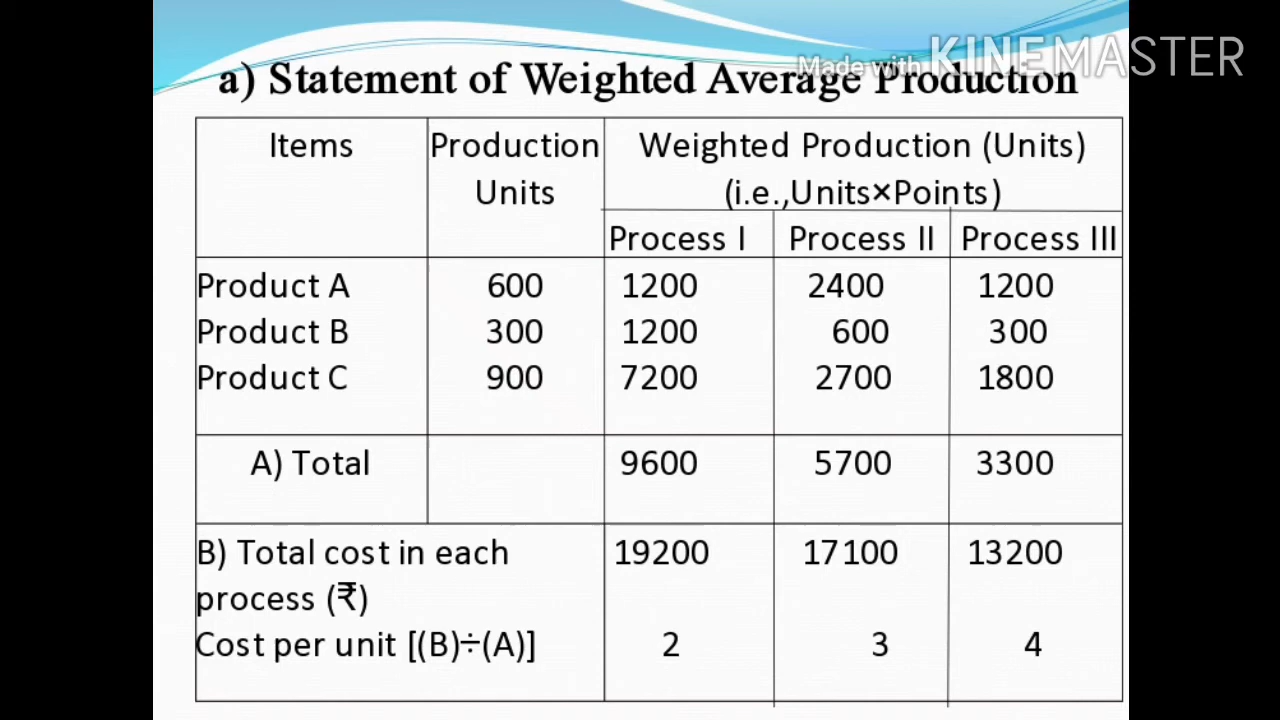 Made with KINEMASTER
a) Statement of Weighted Average Production
Items Production Weighted Production (Units)
Units (i.e.,Units×Points)
Process I Process II Process III
Product A 600 1200 2400 1200
Product B 300 1200 600 300
Product C 900 7200 2700 1800
A) Total 9600 5700 3300
B) Total cost in each 19200 17100 13200
process (₹)
Cost per unit [(B)÷(A)] 2 3 4